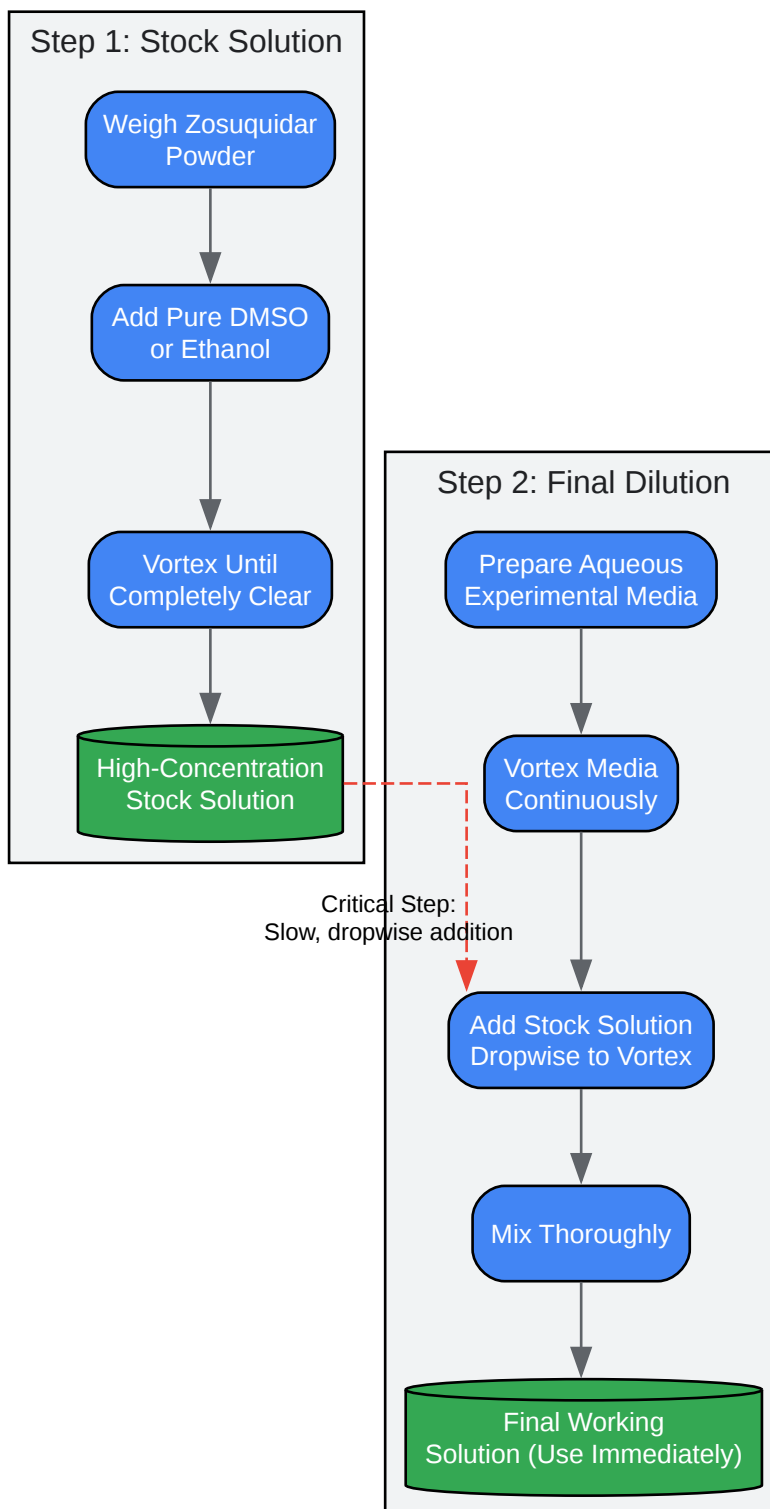 Step 1: Stock Solution
Weigh Zosuquidar
Powder
Add Pure DMSO
or Ethanol
Vortex Until
Completely Clear
High-Concentration
Stock Solution
Critical Step:
Slow, dropwise addition
Step 2: Final Dilution
Prepare Aqueous
Experimental Media
Vortex Media
Continuously
Add Stock Solution
Dropwise to Vortex
Mix Thoroughly
Final Working
Solution (Use Immediately)